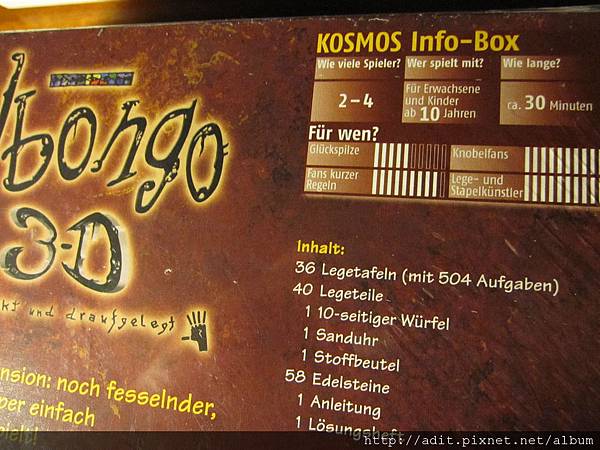 KOSMOS Info-Box
Wie viele Spieler? Wer spielt mit? Wie lange?
2-4
Für Erwachsene
und Kinder
ab 10 Jahren
ca. 30 Minuten
Für wen?
Glückspilze
Knobelfans
Fans kurzer
Regeln
Lege- und
Stapelkünstler
bongo
3-D
und draufgelegt
noch fesselnder,
einfach
Inhalt:
36 Legetafeln (mit 504 Aufgaben)
40 Legeteile
1 10-seitiger Würfel
1 Sanduhr
1 Stoffbeutel
58 Edelsteine
1 Anleitung
1 Lösungsheft
http://adit.pixnet.net/album